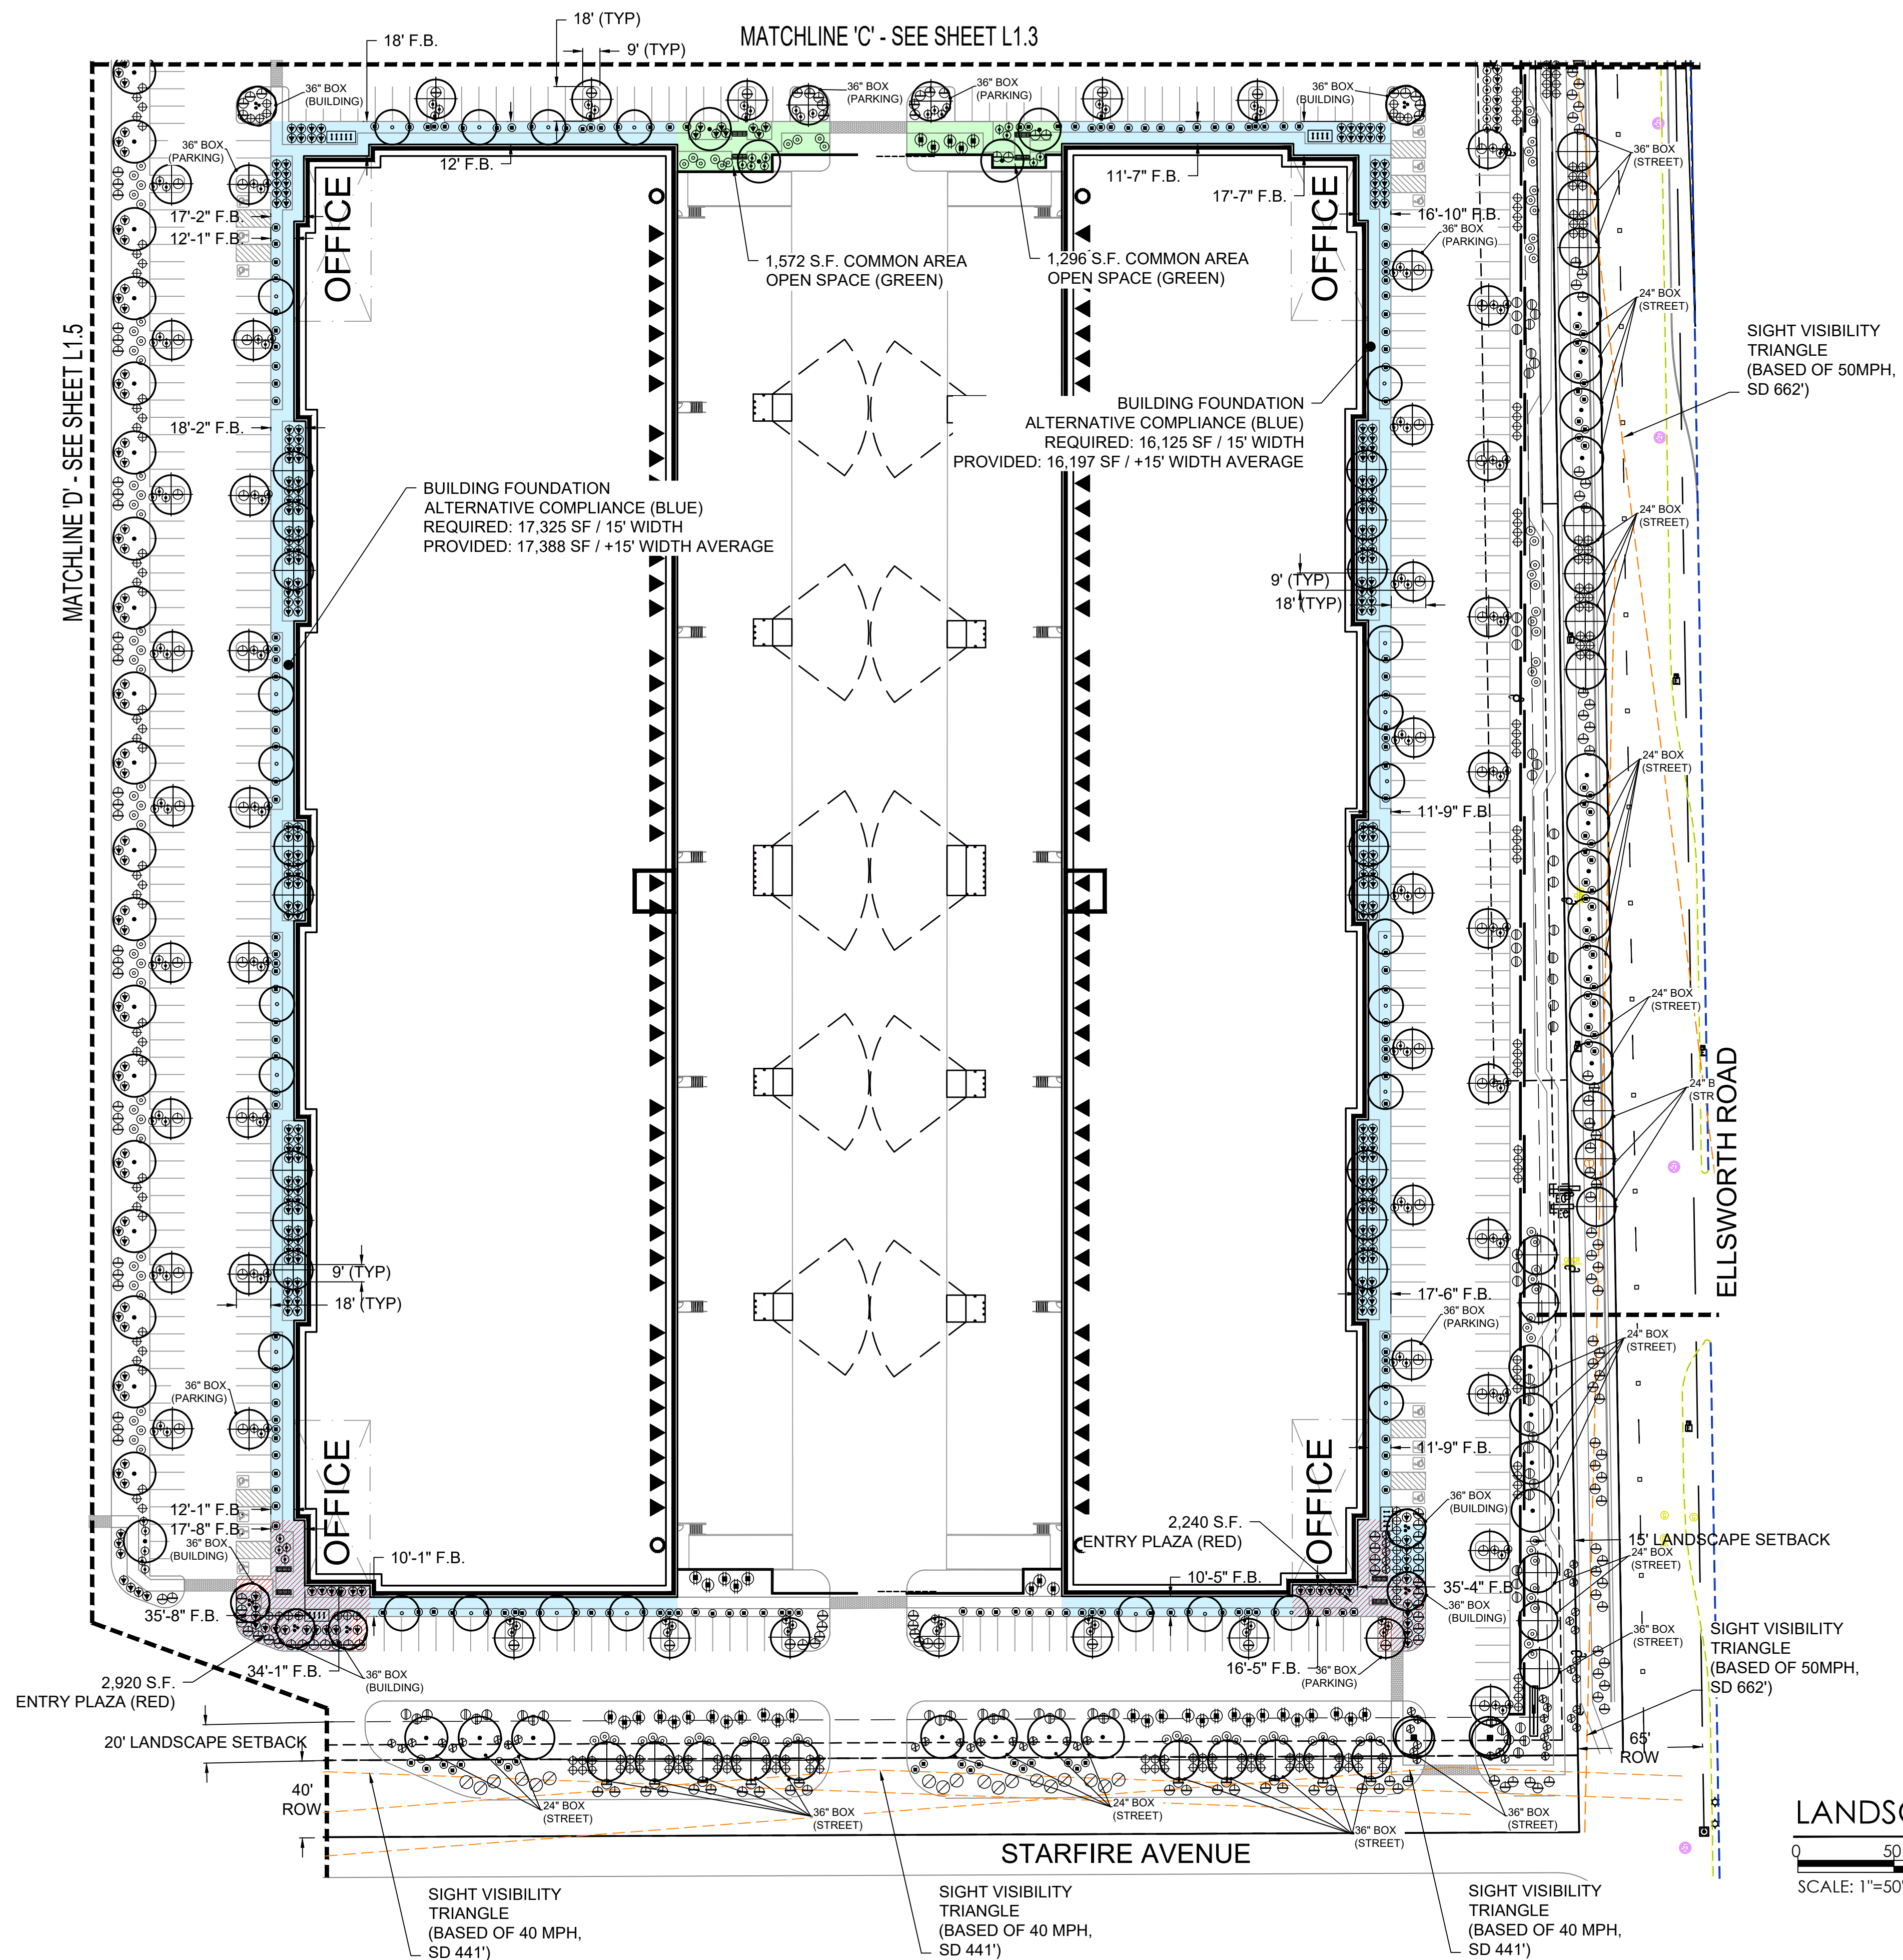 MATCHLINE 'C' - SEE SHEET L1.3
18' (TYP)
18' F.B.
9' (TYP)
36" BOX
(BUILDING)
36" BOX
(PARKING)
36" BOX
(PARKING)
36" BOX
(BUILDING)
36" BOX
(PARKING)
12' F.B.
11'-7" F.B.
17'-7" F.B.
36" BOX
(STREET)
OFFICE
OFFICE
17'-2" F.B.
12'-1" F.B.
16'-10" F.B.
36" BOX
(PARKING)
1,572 S.F. COMMON AREA
OPEN SPACE (GREEN)
1,296 S.F. COMMON AREA
OPEN SPACE (GREEN)
24" BOX
(STREET)
SIGHT VISIBILITY
TRIANGLE
(BASED OF 50MPH,
SD 662')
MATCHLINE 'D' - SEE SHEET L1.5
18'-2" F.B.
BUILDING FOUNDATION
ALTERNATIVE COMPLIANCE (BLUE)
REQUIRED: 16,125 SF / 15' WIDTH
PROVIDED: 16,197 SF / +15' WIDTH AVERAGE
BUILDING FOUNDATION
ALTERNATIVE COMPLIANCE (BLUE)
REQUIRED: 17,325 SF / 15' WIDTH
PROVIDED: 17,388 SF / +15' WIDTH AVERAGE
24" BOX
(STREET)
9' (TYP)
18' (TYP)
24" BOX
(STREET)
11'-9" F.B.
24" BOX
(STREET)
24" B
(STR
ELLSWORTH ROAD
9' (TYP)
18' (TYP)
17'-6" F.B.
36" BOX
(PARKING)
24" BOX
(STREET)
36" BOX
(PARKING)
OFFICE
OFFICE
11'-9" F.B.
36" BOX
(BUILDING)
12'-1" F.B.
17'-8" F.B.
36" BOX
(BUILDING)
10'-1" F.B.
2,240 S.F.
ENTRY PLAZA (RED)
15' LANDSCAPE SETBACK
24" BOX
(STREET)
10'-5" F.B.
35'-4" F.B.
36" BOX
(BUILDING)
35'-8" F.B.
36" BOX
(STREET)
SIGHT VISIBILITY
TRIANGLE
(BASED OF 50MPH,
SD 662')
34'-1" F.B.
36" BOX
(BUILDING)
16'-5" F.B.
36" BOX
(PARKING)
2,920 S.F.
ENTRY PLAZA (RED)
20' LANDSCAPE SETBACK
65'
ROW
40'
ROW
24" BOX
(STREET)
36" BOX
(STREET)
24" BOX
(STREET)
36" BOX
(STREET)
36" BOX
(STREET)
STARFIRE AVENUE
LANDSC
0 50
SCALE: 1"=50'
SIGHT VISIBILITY
TRIANGLE
(BASED OF 40 MPH,
SD 441')
SIGHT VISIBILITY
TRIANGLE
(BASED OF 40 MPH,
SD 441')
SIGHT VISIBILITY
TRIANGLE
(BASED OF 40 MPH,
SD 441')